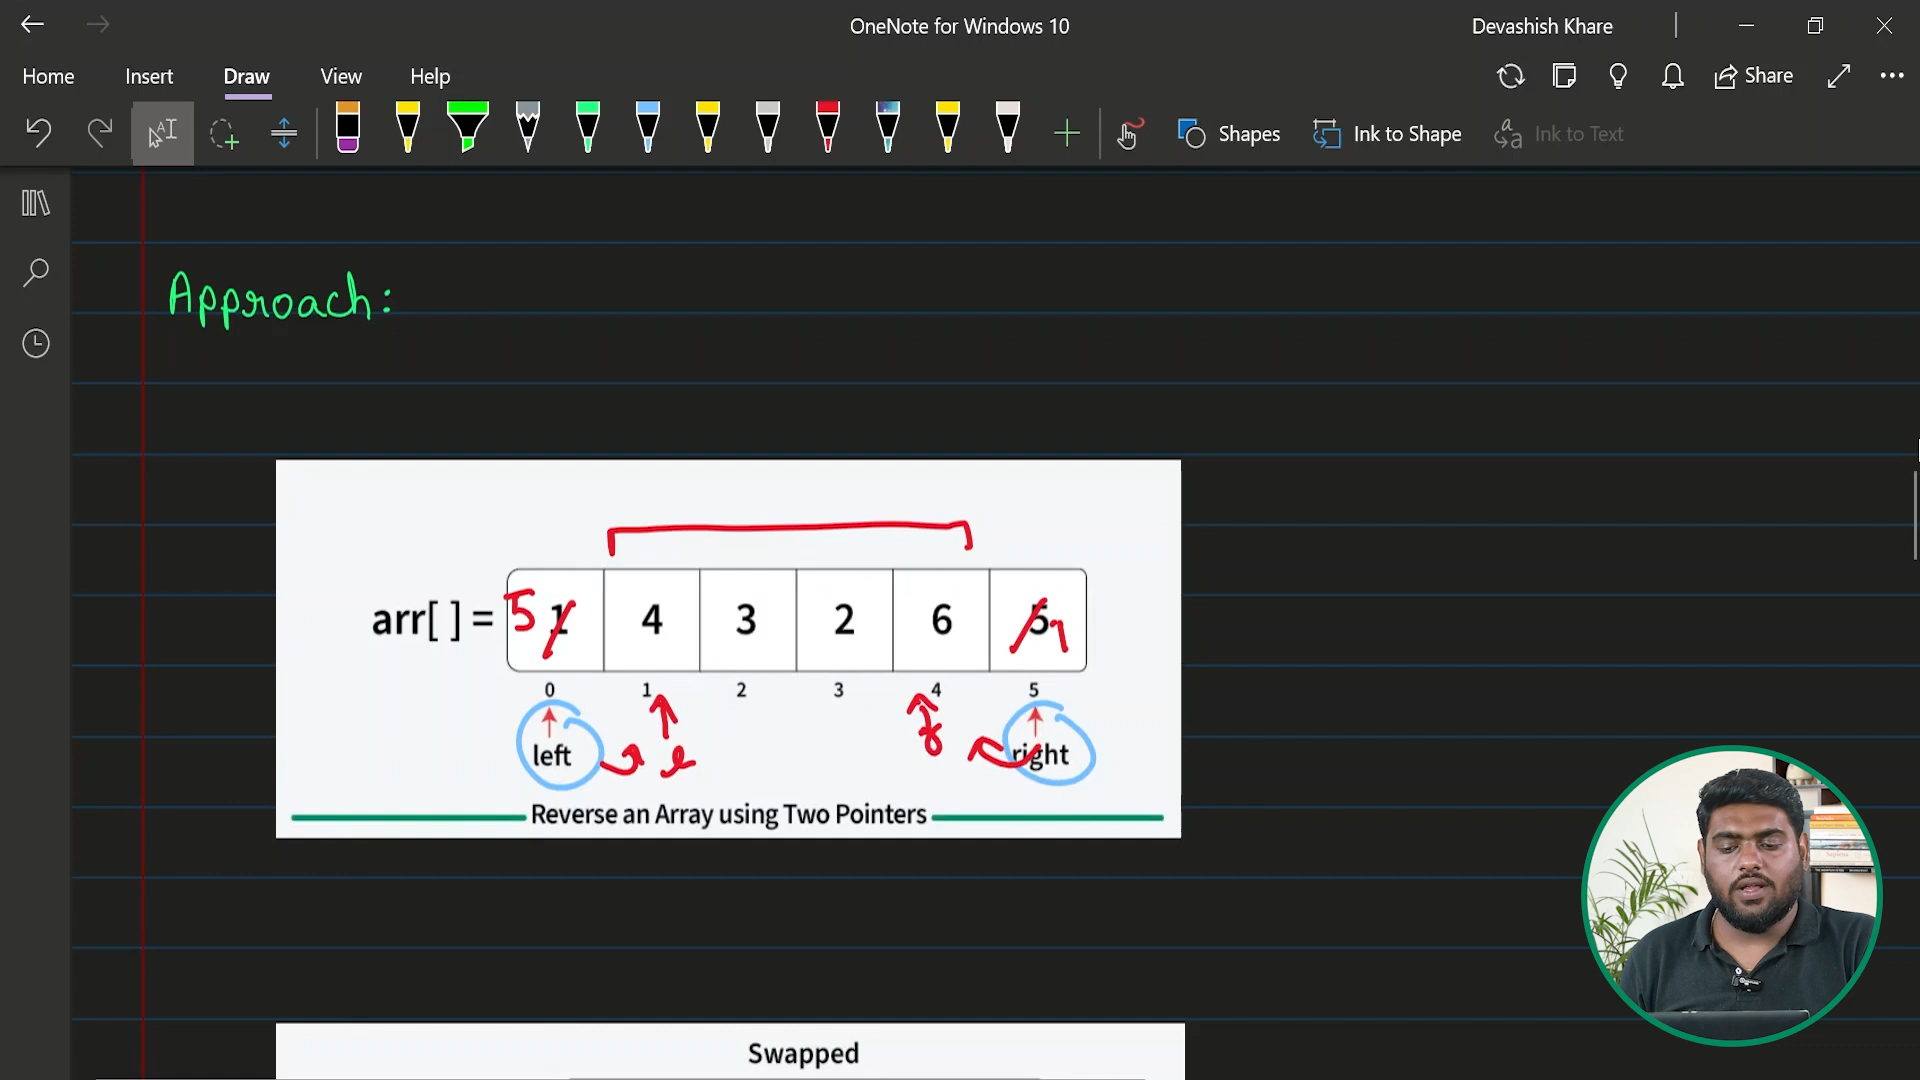 OneNote for Windows 10
Devashish Khare
Home Insert Draw View Help
Share
Shapes Ink to Shape Ink to Text
Approach:
arr[ ] = 5 1 4 3 2 6 5 1
0 1 2 3 4 5
left l r right
Reverse an Array using Two Pointers
Swapped